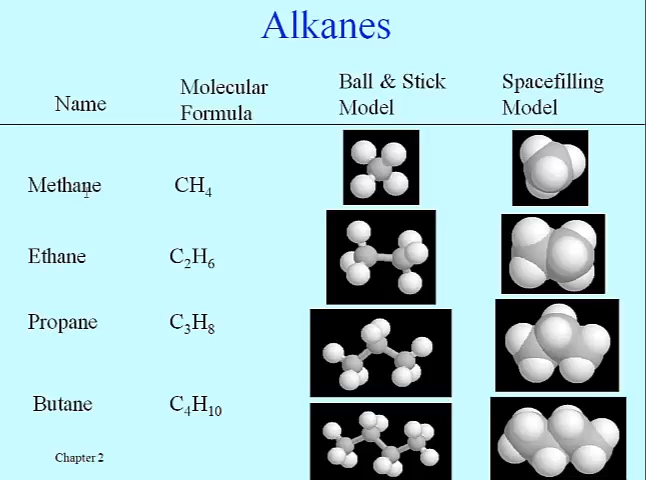 Alkanes
Name
Molecular
Formula
Ball & Stick
Model
Spacefilling
Model
Methane
CH4
Ethane
C2H6
Propane
C3H8
Butane
C4H10
Chapter 2